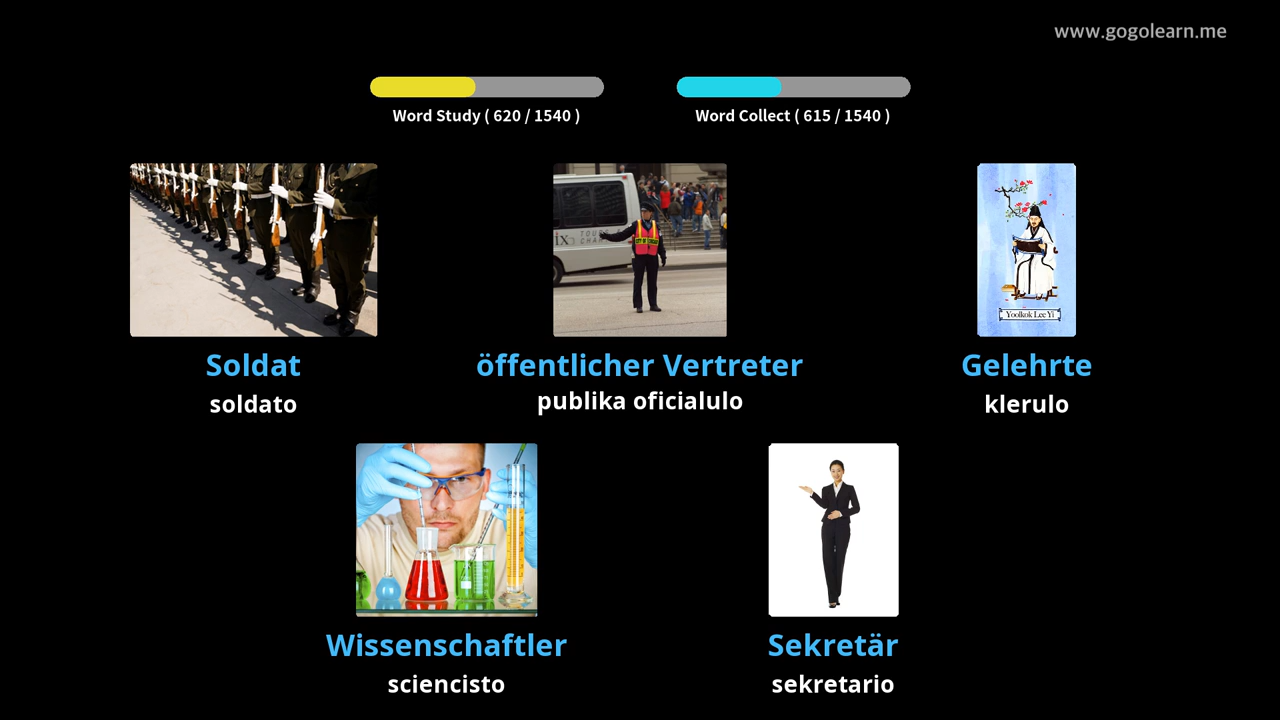 www.gogolearn.me
Word Study ( 620 / 1540 )
Word Collect ( 615 / 1540 )
Yoolkok Lee Yi
Soldat
öffentlicher Vertreter
Gelehrte
soldato
publika oficialulo
klerulo
Wissenschaftler
Sekretär
sciencisto
sekretario